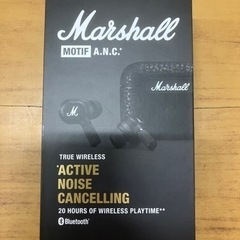 Marshall
MOTIF A.N.C.*
Marshall
M
TRUE WIRELESS
*ACTIVE
NOISE
CANCELLING
20 HOURS OF WIRELESS PLAYTIME**
Bluetooth®